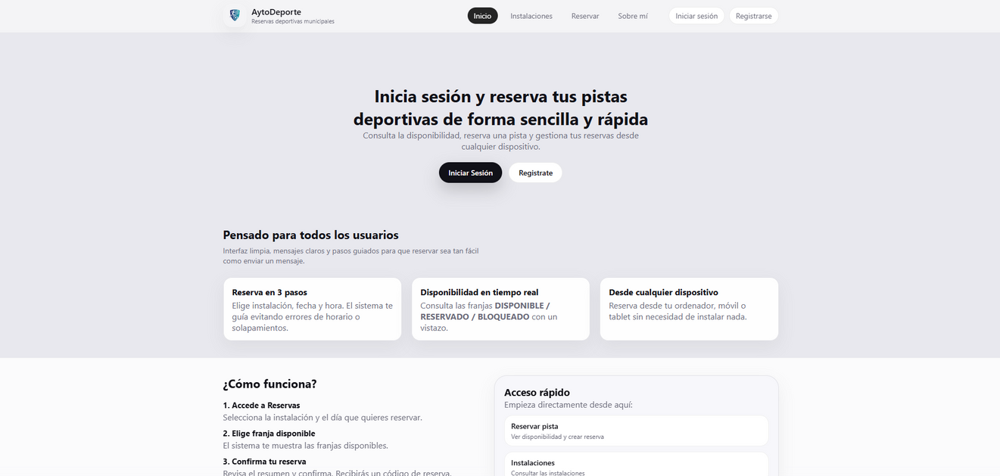 AytoDeporte
Reservas deportivas municipales
Inicio
Instalaciones
Reservar
Sobre mí
Iniciar sesión
Registrarse
Inicia sesión y reserva tus pistas
deportivas de forma sencilla y rápida
Consulta la disponibilidad, reserva una pista y gestiona tus reservas desde
cualquier dispositivo.
Iniciar Sesión
Registrate
Pensado para todos los usuarios
Interfaz limpia, mensajes claros y pasos guiados para que reservar sea tan fácil
como enviar un mensaje.
Reserva en 3 pasos
Elige instalación, fecha y hora. El sistema te
guía evitando errores de horario o
solapamientos.
Disponibilidad en tiempo real
Consulta las franjas DISPONIBLE /
RESERVADO / BLOQUEADO con un
vistazo.
Desde cualquier dispositivo
Reserva desde tu ordenador, móvil o
tablet sin necesidad de instalar nada.
¿Cómo funciona?
1. Accede a Reservas
Selecciona la instalación y el día que quieres reservar.
2. Elige franja disponible
El sistema te muestra las franjas disponibles.
3. Confirma tu reserva
Revisa el resumen y confirma. Recibirás un código de reserva.
Acceso rápido
Empieza directamente desde aquí:
Reservar pista
Ver disponibilidad y crear reserva
Instalaciones
Consultar las instalaciones